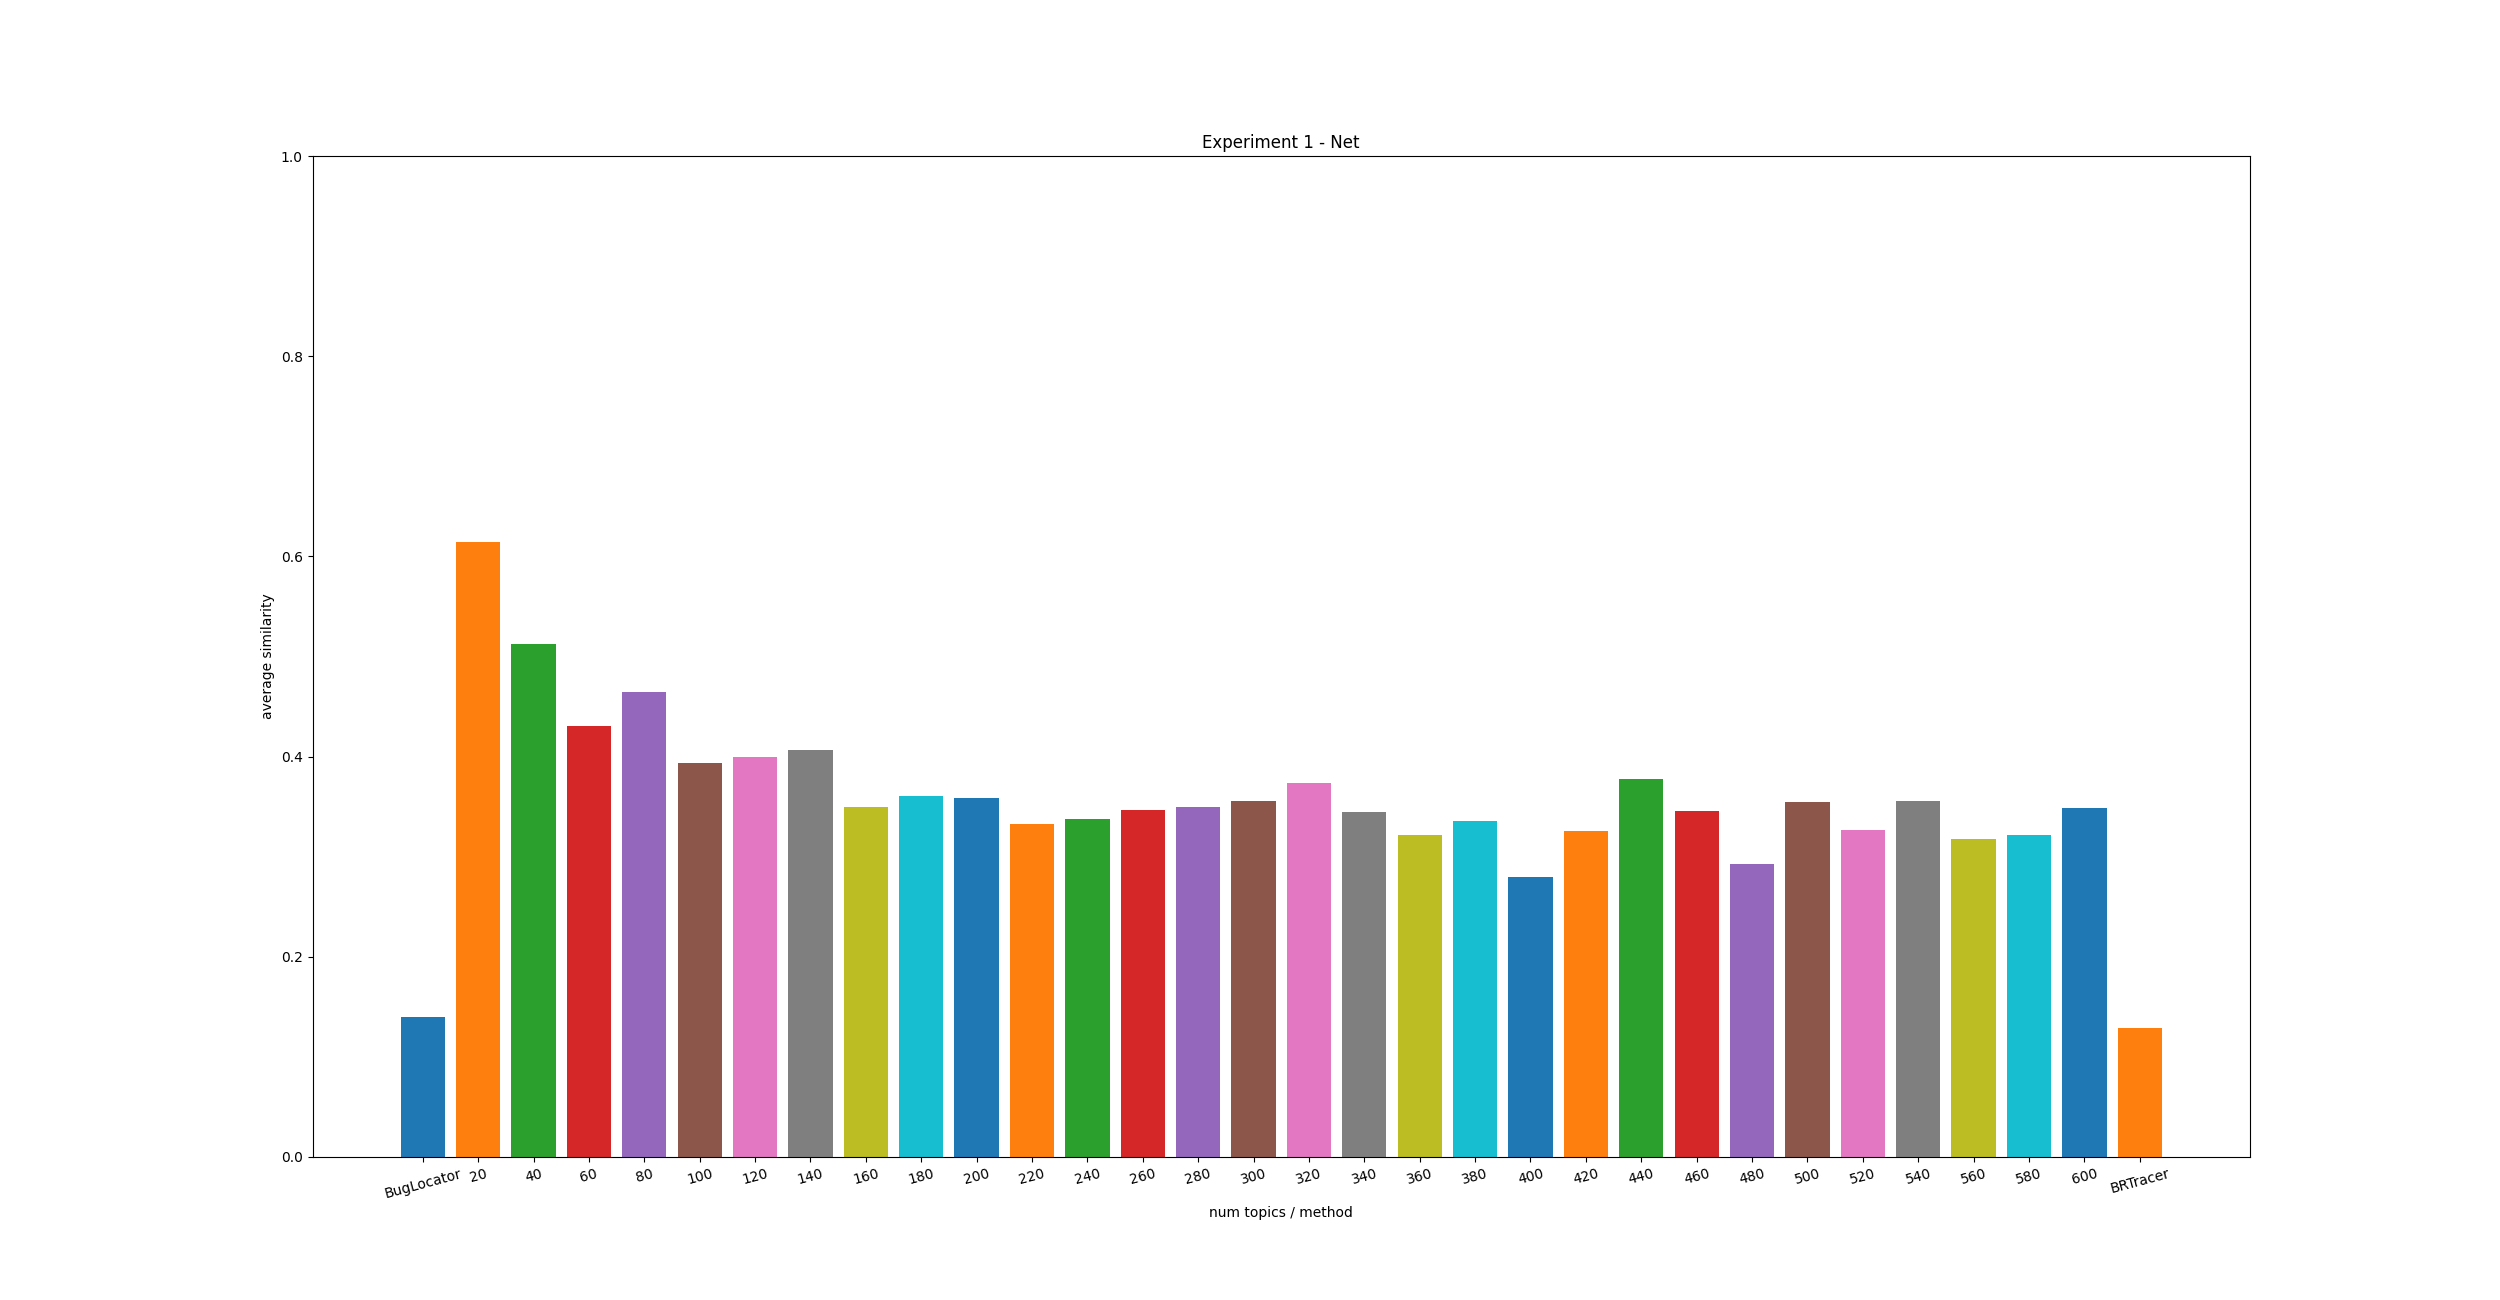 Experiment 1 - Net
1.0
0.8
0.6
0.4
0.2
0.0
average similarity
BugLocator 20 40 60 80 100 120 140 160 180 200 220 240 260 280 300 320 340 360 380 400 420 440 460 480 500 520 540 560 580 600 BRTracer
num topics / method